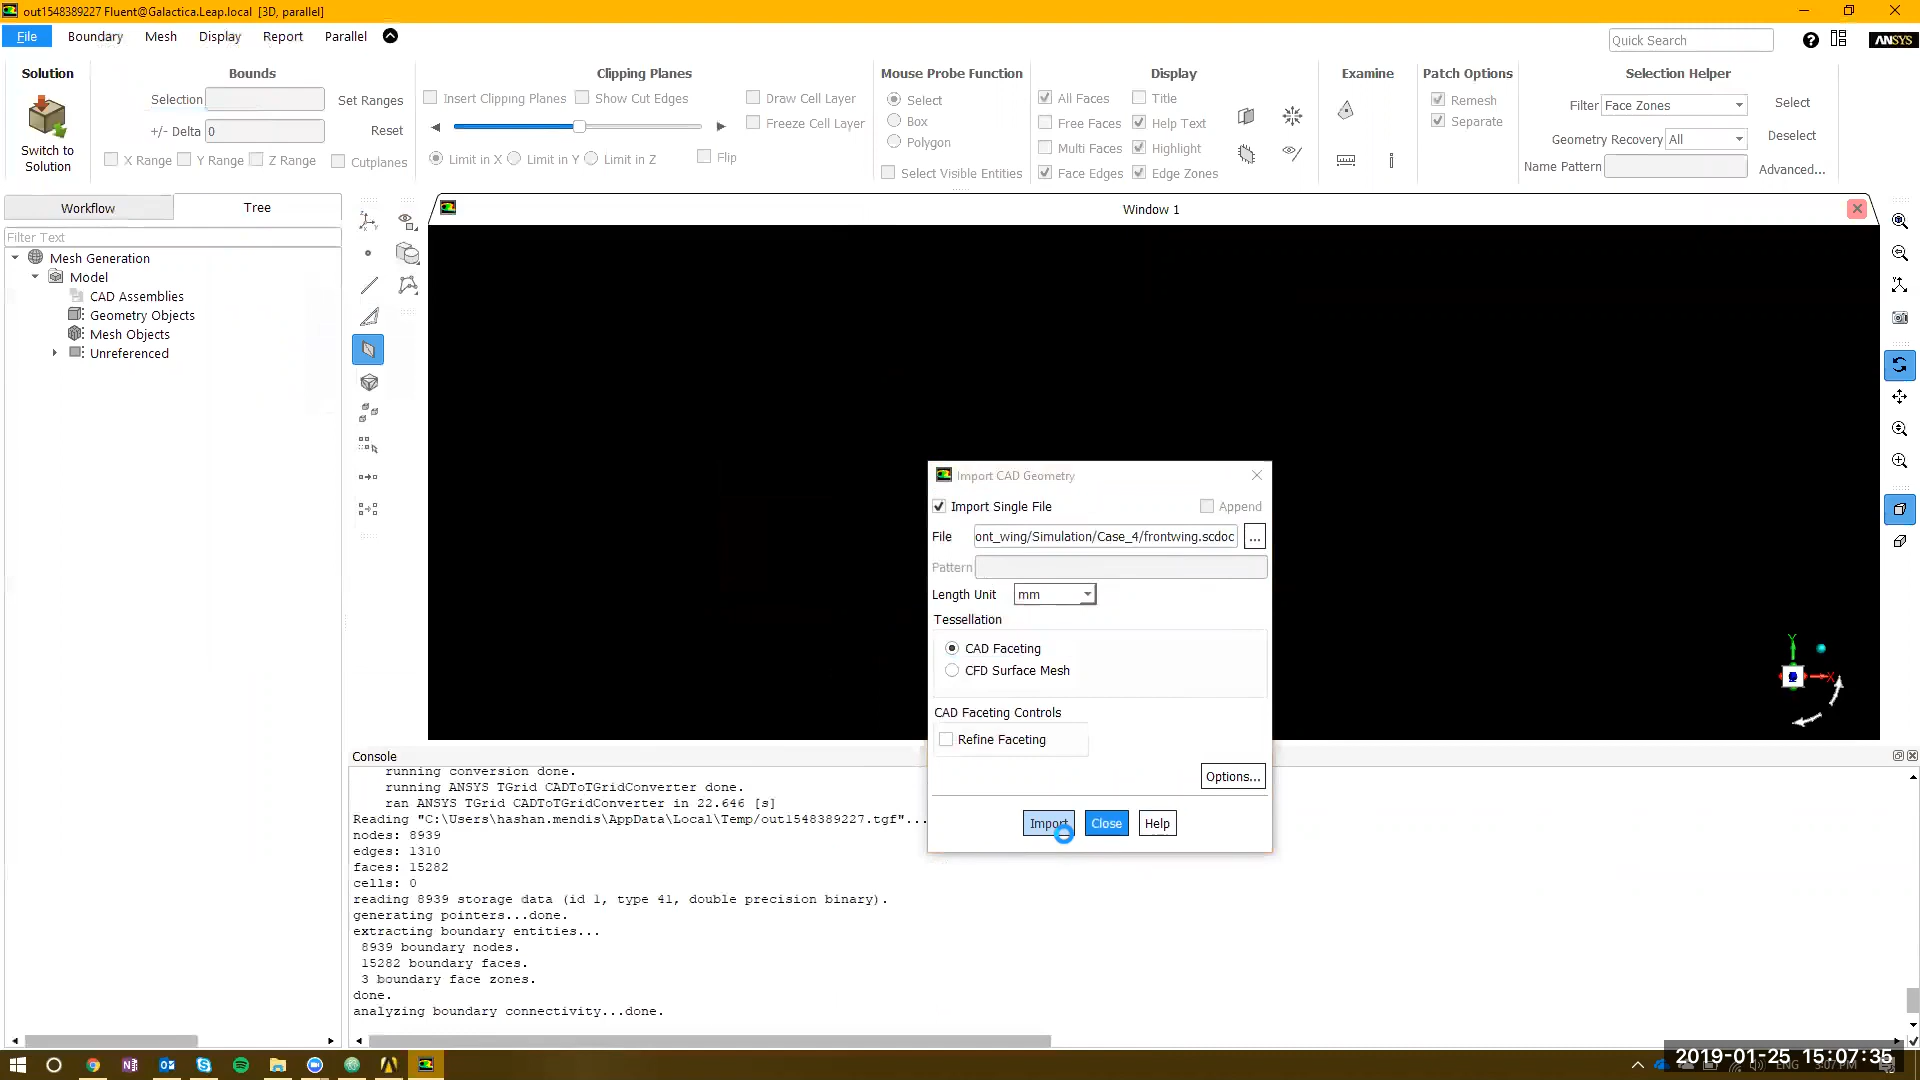 out1548389227 Fluent@Galactica.Leap.local [3D, parallel]
File Boundary Mesh Display Report Parallel
Quick Search
ANSYS
Solution
Switch to
Solution
Bounds
Selection
Set Ranges
+/- Delta 0
Reset
X Range Y Range Z Range Cutplanes
Clipping Planes
Insert Clipping Planes Show Cut Edges
Draw Cell Layer
Freeze Cell Layer
Limit in X Limit in Y Limit in Z Flip
Mouse Probe Function
Select
Box
Polygon
Select Visible Entities
Display
All Faces Title
Free Faces Help Text
Multi Faces Highlight
Face Edges Edge Zones
Examine
Patch Options
Remesh
Separate
Selection Helper
Filter Face Zones Select
Geometry Recovery All Deselect
Name Pattern Advanced...
Workflow Tree
Filter Text
Mesh Generation
Model
CAD Assemblies
Geometry Objects
Mesh Objects
Unreferenced
Window 1
Import CAD Geometry
Import Single File Append
File ont_wing/Simulation/Case_4/frontwing.scdoc ...
Pattern
Length Unit mm
Tessellation
CAD Faceting
CFD Surface Mesh
CAD Faceting Controls
Refine Faceting
Options...
Import Close Help
Y
X
Console
running conversion done.
running ANSYS TGrid CADToTGridConverter done.
ran ANSYS TGrid CADToTGridConverter in 22.646 [s]
Reading "C:\Users\hashan.mendis\AppData\Local\Temp/out1548389227.tgf"...
nodes: 8939
edges: 1310
faces: 15282
cells: 0
reading 8939 storage data (id 1, type 41, double precision binary).
generating pointers...done.
extracting boundary entities...
8939 boundary nodes.
15282 boundary faces.
3 boundary face zones.
done.
analyzing boundary connectivity...done.
2019-01-25 15:07:35